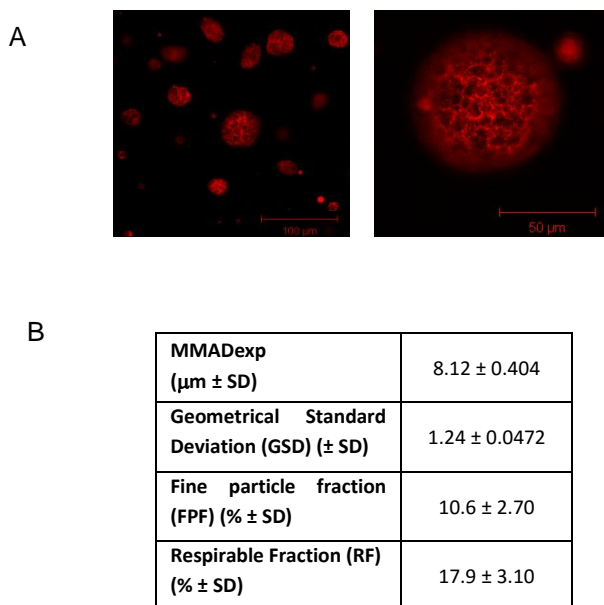 A
100 µm
50 µm
B
MMADexp
(µm ± SD)
8.12 ± 0.404
Geometrical Standard
Deviation (GSD) (± SD)
1.24 ± 0.0472
Fine particle fraction
(FPF) (% ± SD)
10.6 ± 2.70
Respirable Fraction (RF)
(% ± SD)
17.9 ± 3.10